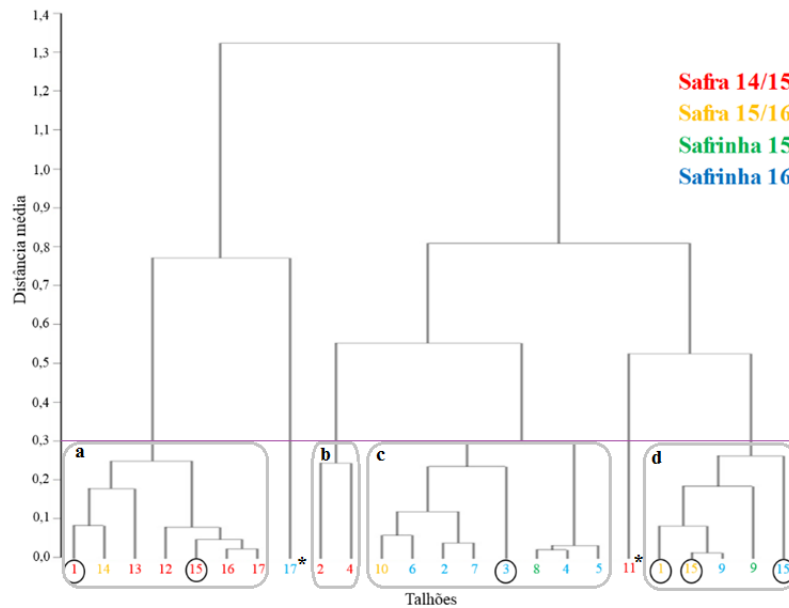 1,4
1,3
1,2
1,1
1,0
0,9
0,8
0,7
0,6
0,5
0,4
0,3
0,2
0,1
0,0
Distância média
Safra 14/15
Safra 15/16
Safrinha 15
Safrinha 16
a b c d
1 14 13 12 15 16 17 17* 2 4 10 6 2 7 3 8 4 5 11* 1 15 9 9 15
Talhões